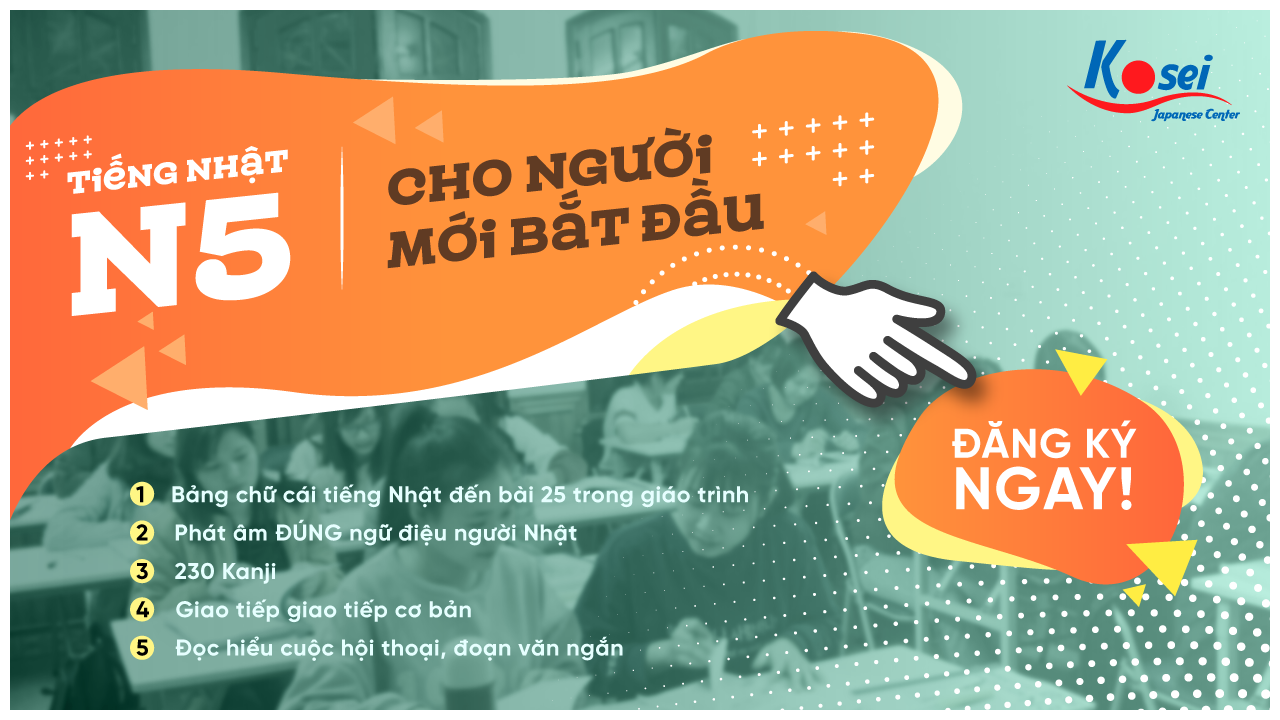 Kosei
Japanese Center
TiẾNG NHẬT
N5
CHO NGƯỜi
MỚi BẮT ĐẦU
ĐĂNG KÝ
NGAY!
1 Bảng chữ cái tiếng Nhật đến bài 25 trong giáo trình
2 Phát âm ĐÚNG ngữ điệu người Nhật
3 230 Kanji
4 Giao tiếp giao tiếp cơ bản
5 Đọc hiểu cuộc hội thoại, đoạn văn ngắn